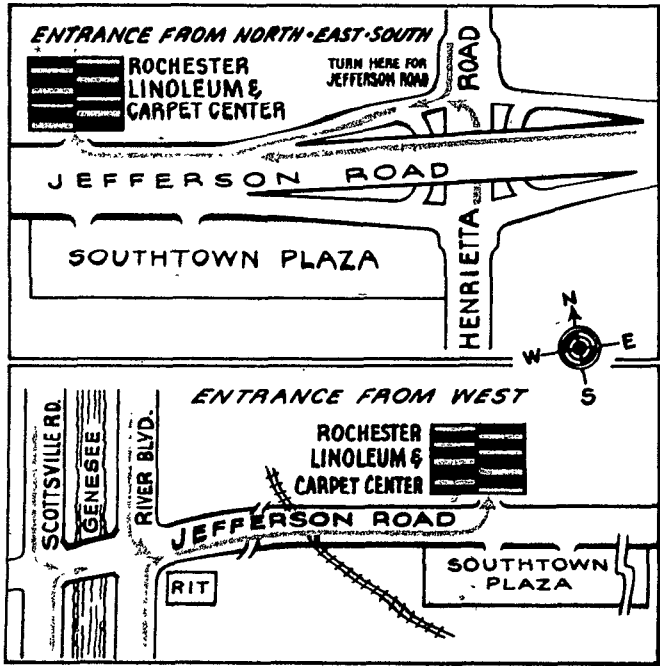 ENTRANCE FROM NORTH•EAST•SOUTH
ROCHESTER
LINOLEUM &
CARPET CENTER
TURN HERE FOR
JEFFERSON ROAD
ROAD
JEFFERSON ROAD
SOUTHTOWN PLAZA
HENRIETTA
N
W
E
S
ENTRANCE FROM WEST
ROCHESTER
LINOLEUM &
CARPET CENTER
SCOTTSVILLE RD.
GENESEE
RIVER BLVD.
JEFFERSON ROAD
RIT
SOUTHTOWN
PLAZA